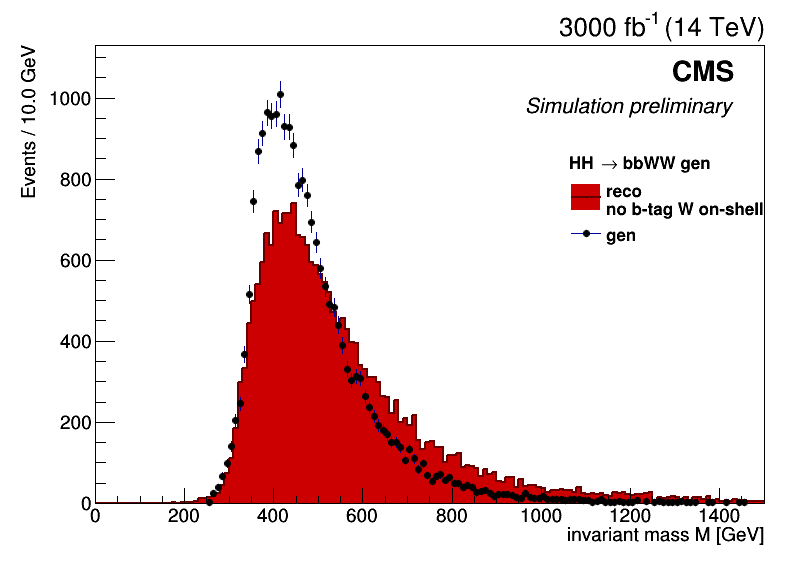 3000 fb⁻¹ (14 TeV)
CMS
Simulation preliminary
HH → bbWW gen
reco
no b-tag W on-shell
gen
Events / 10.0 GeV
1000
800
600
400
200
0
0 200 400 600 800 1000 1200 1400
invariant mass M [GeV]